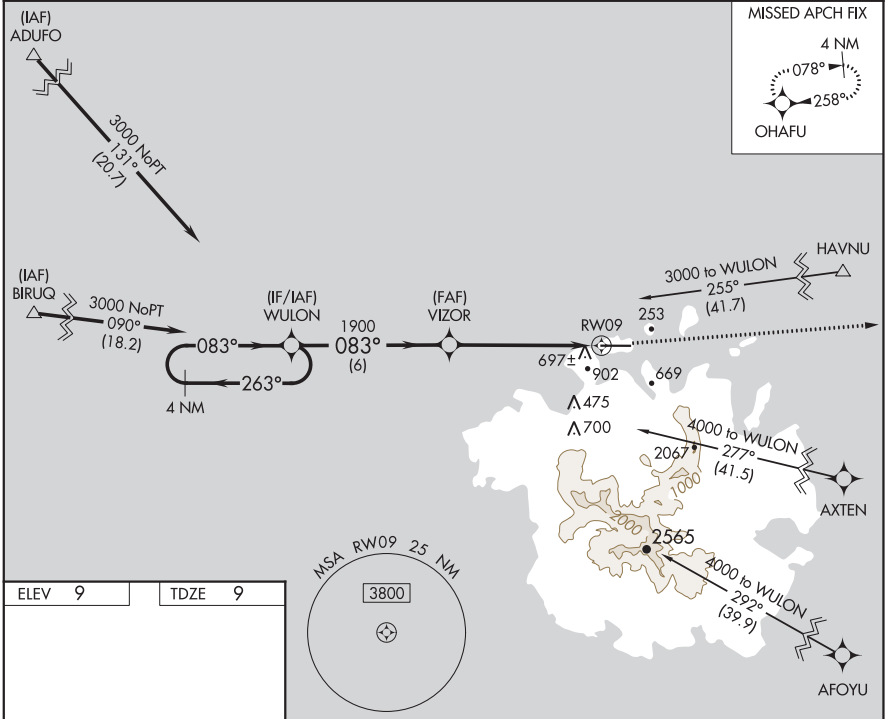 (IAF)
ADUFO
3000 NoPT
131°
(20.7)
MISSED APCH FIX
4 NM
078°
258°
OHAFU
(IAF)
BIRUQ
3000 NoPT
090°
(18.2)
(IF/IAF)
WULON
083°
263°
4 NM
1900
083°
(6)
(FAF)
VIZOR
HAVNU
3000 to WULON
255°
(41.7)
RW09
253
697±
902
669
475
700
4000 to WULON
277°
(41.5)
AXTEN
2067
1000
2000
2565
4000 to WULON
292°
(39.9)
AFOYU
MSA RW09 25 NM
3800
ELEV 9
TDZE 9